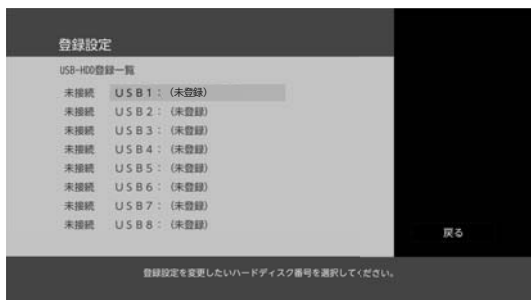 登録設定
USB-HDD登録一覧
未接続 USB1:(未登録)
未接続 USB2:(未登録)
未接続 USB3:(未登録)
未接続 USB4:(未登録)
未接続 USB5:(未登録)
未接続 USB6:(未登録)
未接続 USB7:(未登録)
未接続 USB8:(未登録)
戻る
登録設定を変更したいハードディスク番号を選択してください。